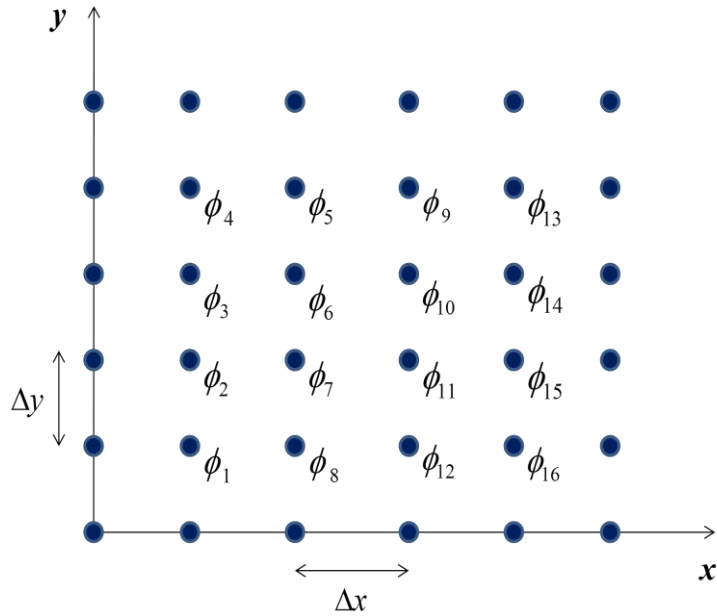 y
ϕ₄ ϕ₅ ϕ₉ ϕ₁₃
ϕ₃ ϕ₆ ϕ₁₀ ϕ₁₄
ϕ₂ ϕ₇ ϕ₁₁ ϕ₁₅
Δy
ϕ₁ ϕ₈ ϕ₁₂ ϕ₁₆
x
Δx